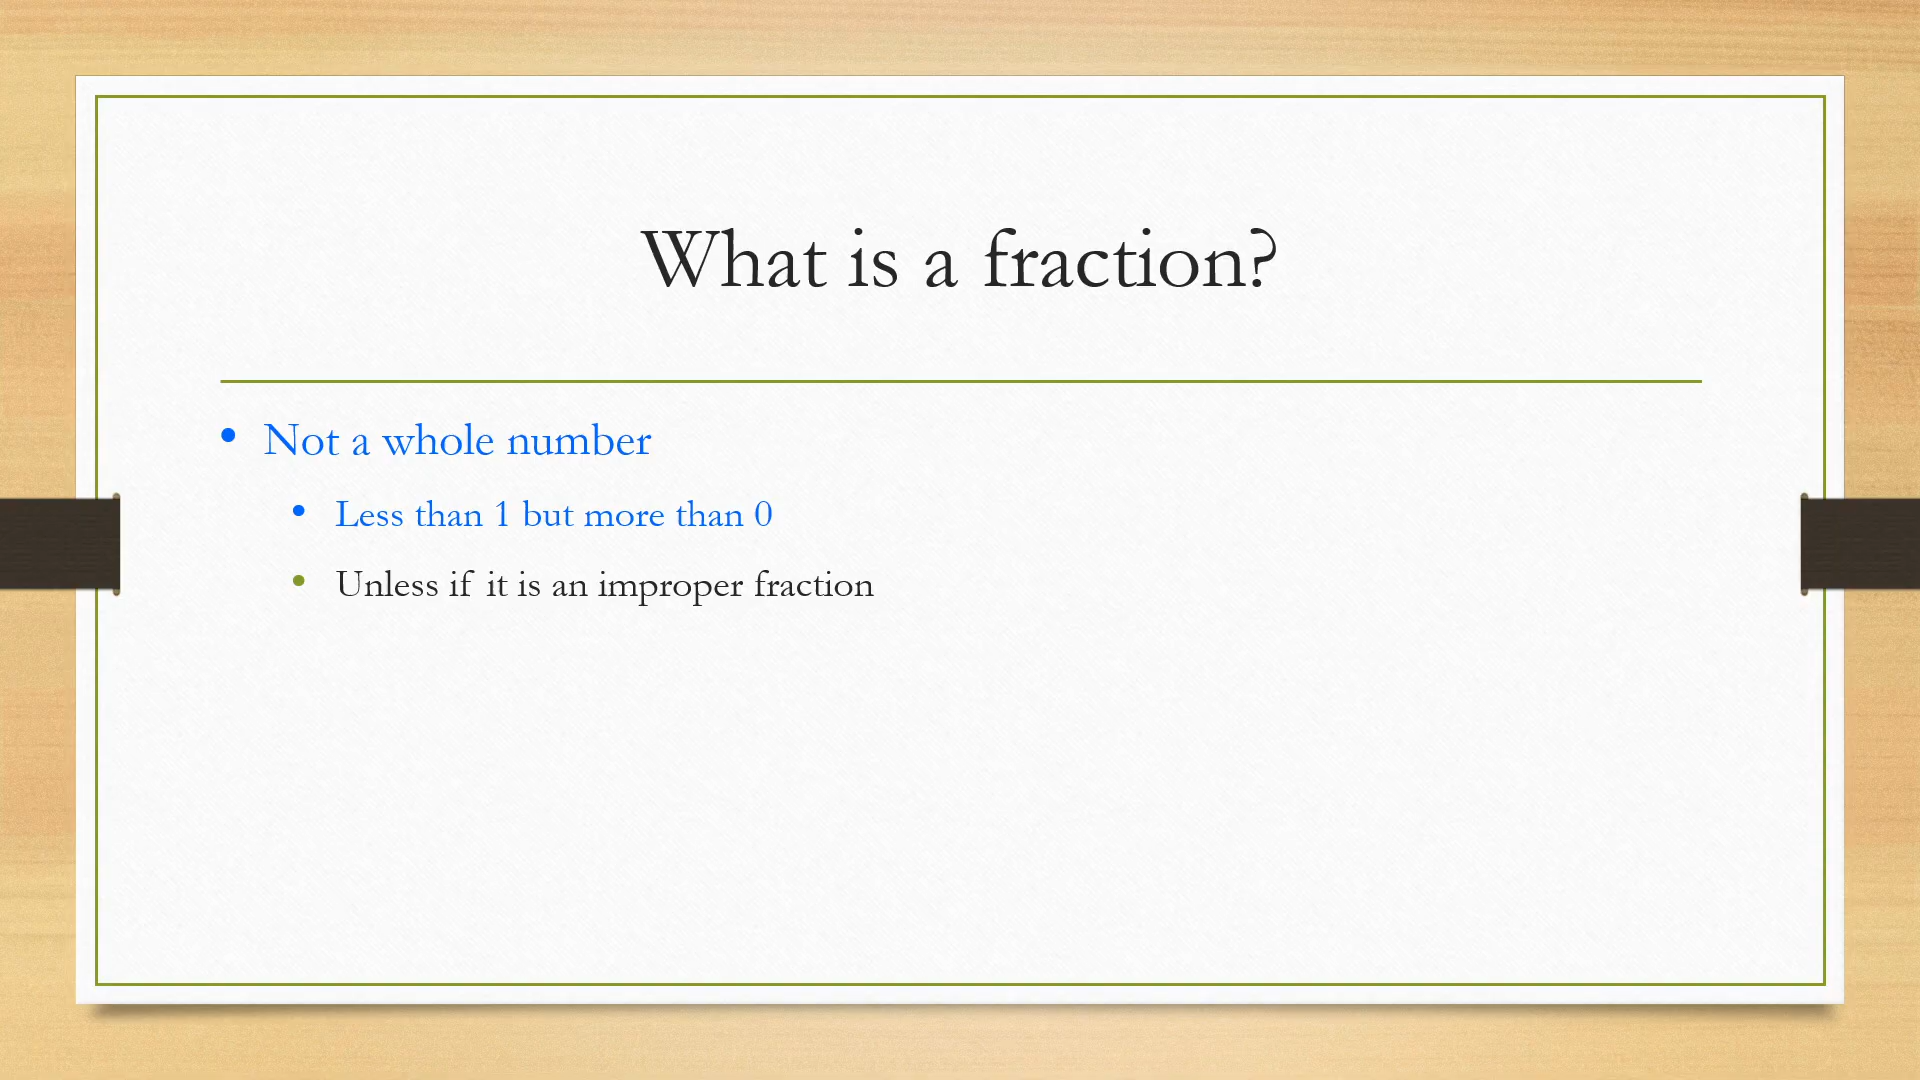 What is a fraction?
• Not a whole number
• Less than 1 but more than 0
• Unless if it is an improper fraction